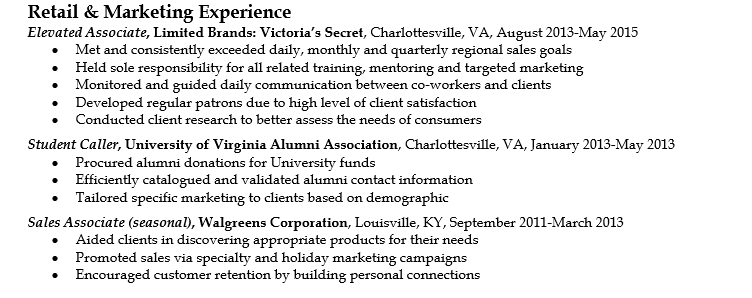 Retail & Marketing Experience
Elevated Associate, Limited Brands: Victoria's Secret, Charlottesville, VA, August 2013-May 2015
• Met and consistently exceeded daily, monthly and quarterly regional sales goals
• Held sole responsibility for all related training, mentoring and targeted marketing
• Monitored and guided daily communication between co-workers and clients
• Developed regular patrons due to high level of client satisfaction
• Conducted client research to better assess the needs of consumers
Student Caller, University of Virginia Alumni Association, Charlottesville, VA, January 2013-May 2013
• Procured alumni donations for University funds
• Efficiently catalogued and validated alumni contact information
• Tailored specific marketing to clients based on demographic
Sales Associate (seasonal), Walgreens Corporation, Louisville, KY, September 2011-March 2013
• Aided clients in discovering appropriate products for their needs
• Promoted sales via specialty and holiday marketing campaigns
• Encouraged customer retention by building personal connections